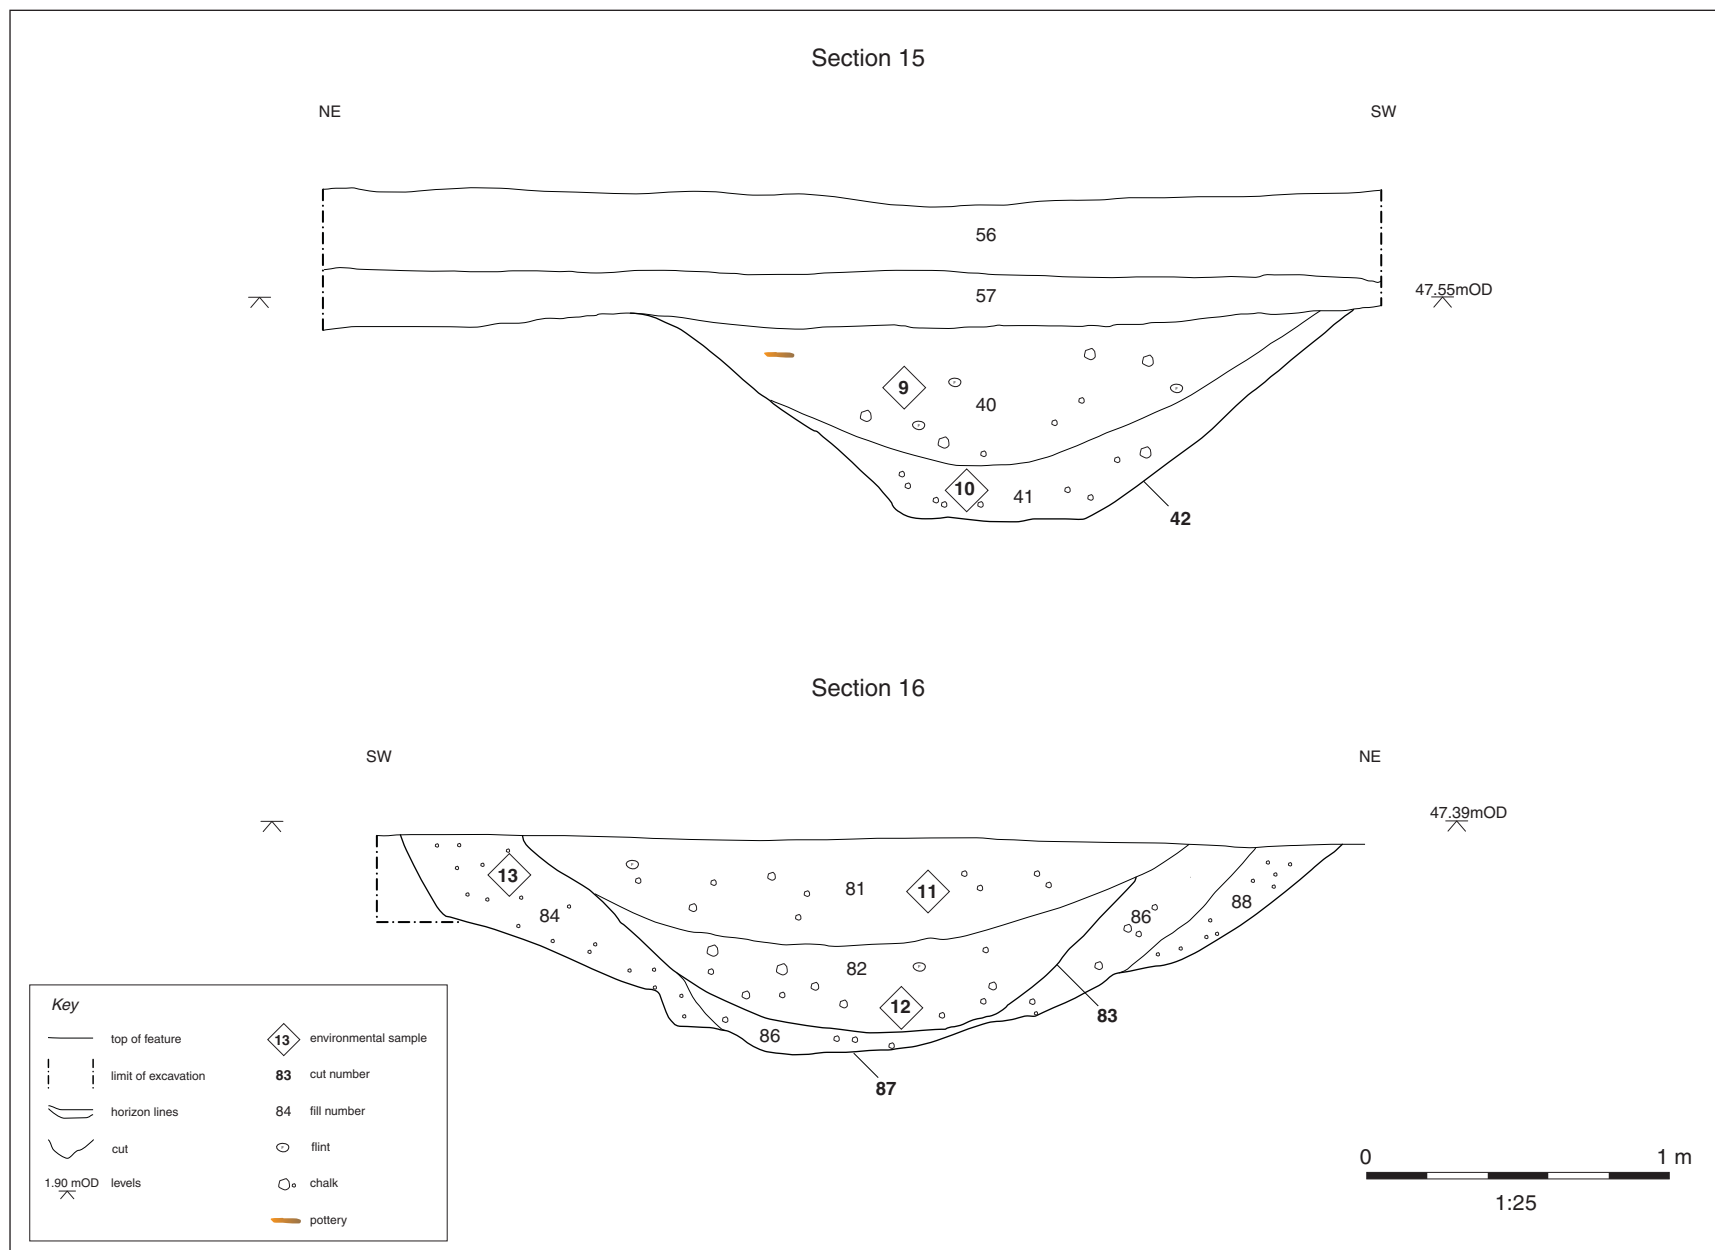 Section 15
NE SW
56
57
47.55mOD
9
40
10 41
42
Section 16
SW NE
47.39mOD
13
81 11
84
86 88
82
12
83
86
87
Key
top of feature
limit of excavation
horizon lines
cut
1.90 mOD levels
13 environmental sample
83 cut number
84 fill number
F flint
chalk
pottery
0 1 m
1:25